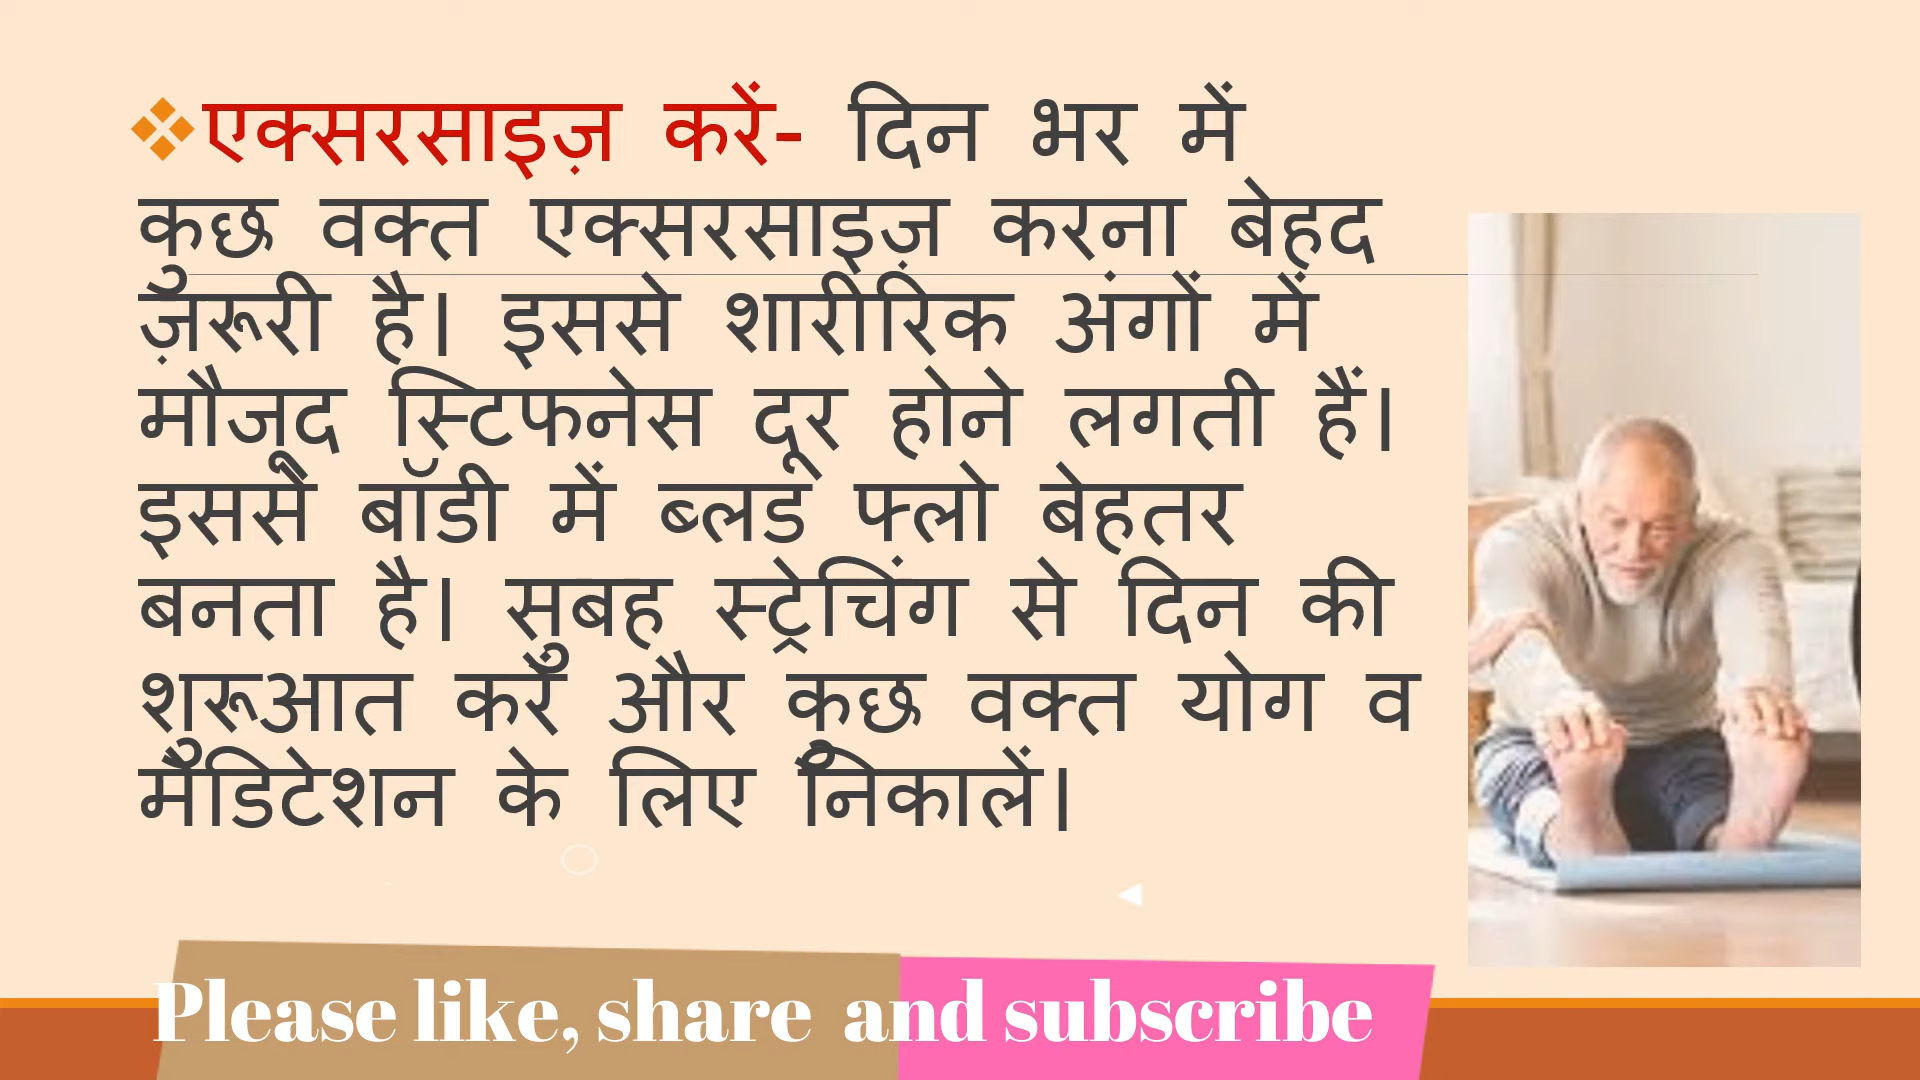 ❖एक्सरसाइज़ करें- दिन भर में
कुछ वक्त एक्सरसाइज़ करना बेहद
ज़रूरी है। इससे शारीरिक अंगों में
मौजूद स्टिफनेस दूर होने लगती हैं।
इससे बॉडी में ब्लड फ्लो बेहतर
बनता है। सुबह स्ट्रेचिंग से दिन की
शुरूआत करें और कुछ वक्त योग व
मेडिटेशन के लिए निकालें।
Please like, share and subscribe